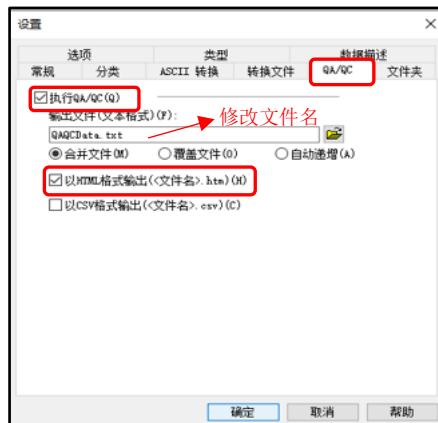 设置
选项 类型 数据描述
常规 分类 ASCII 转换 转换文件 QA/QC 文件夹
执行QA/QC(Q)
输出文件(文本格式)(F):
修改文件名
QAQCData.txt
合并文件(M) 覆盖文件(O) 自动递增(A)
以HTML格式输出(<文件名>.htm)(H)
以CSV格式输出(<文件名>.csv)(C)
确定 取消 帮助